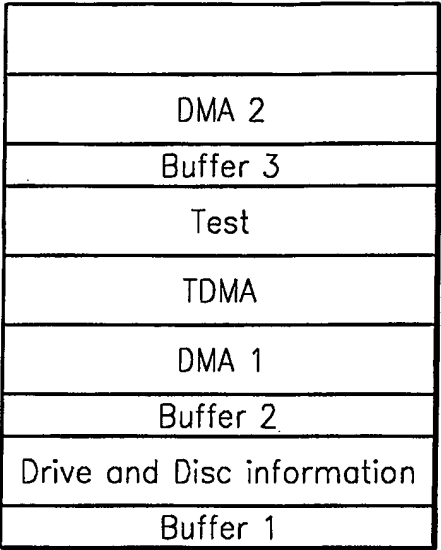 DMA 2
Buffer 3
Test
TDMA
DMA 1
Buffer 2
Drive and Disc information
Buffer 1